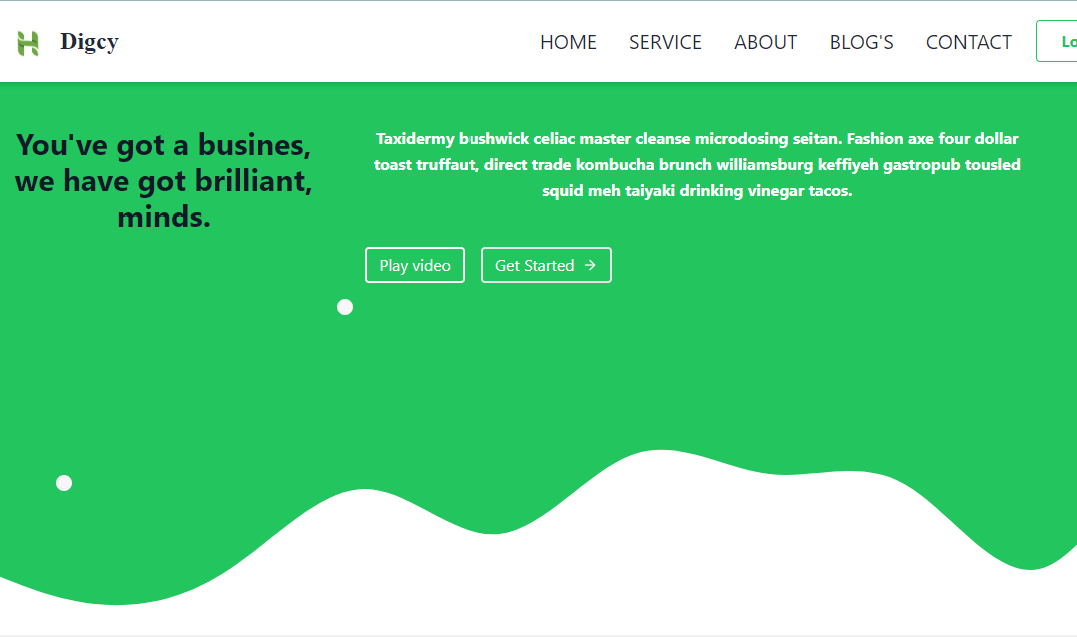 Digcy
HOME SERVICE ABOUT BLOG'S CONTACT Lo
You've got a busines,
we have got brilliant,
minds.
Taxidermy bushwick celiac master cleanse microdosing seitan. Fashion axe four dollar
toast truffaut, direct trade kombucha brunch williamsburg keffiyeh gastropub tousled
squid meh taiyaki drinking vinegar tacos.
Play video
Get Started →